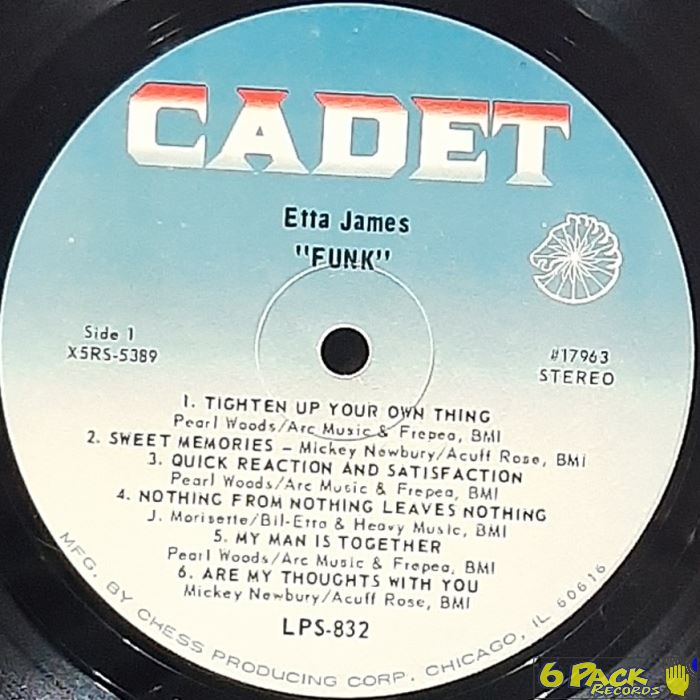 CADET
Etta James
"FUNK"
Side 1
X5RS-5389
#17963
STEREO
1. TIGHTEN UP YOUR OWN THING
Pearl Woods/Arc Music & Frepea, BMI
2. SWEET MEMORIES – Mickey Newbury/Acuff Rose, BMI
3. QUICK REACTION AND SATISFACTION
Pearl Woods/Arc Music & Frepea, BMI
4. NOTHING FROM NOTHING LEAVES NOTHING
J. Morisette/Bil-Etta & Heavy Music, BMI
5. MY MAN IS TOGETHER
Pearl Woods/Arc Music & Frepea, BMI
6. ARE MY THOUGHTS WITH YOU
Mickey Newbury/Acuff Rose, BMI
LPS-832
MFG. BY CHESS PRODUCING CORP. CHICAGO, IL 60616
6 PACK
RECORDS